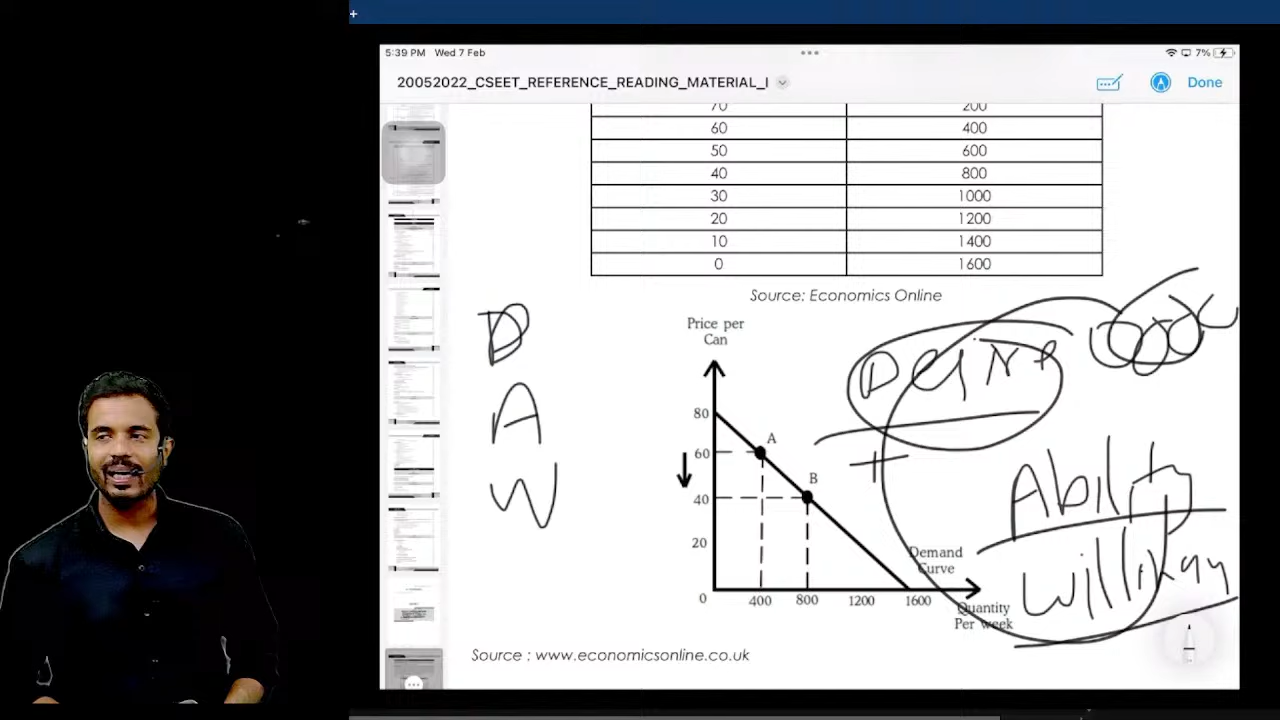 5:39 PM Wed 7 Feb
7%
20052022_CSEET_REFERENCE_READING_MATERIAL_I
Done
70 200
60 400
50 600
40 800
30 1000
20 1200
10 1400
0 1600
Source: Economics Online
Price per
Can
80
60
40
20
0
A
B
400 800 1200 1600
Demand
Curve
Quantity
Per week
D
A
W
Desire
Ability
Source : www.economicsonline.co.uk